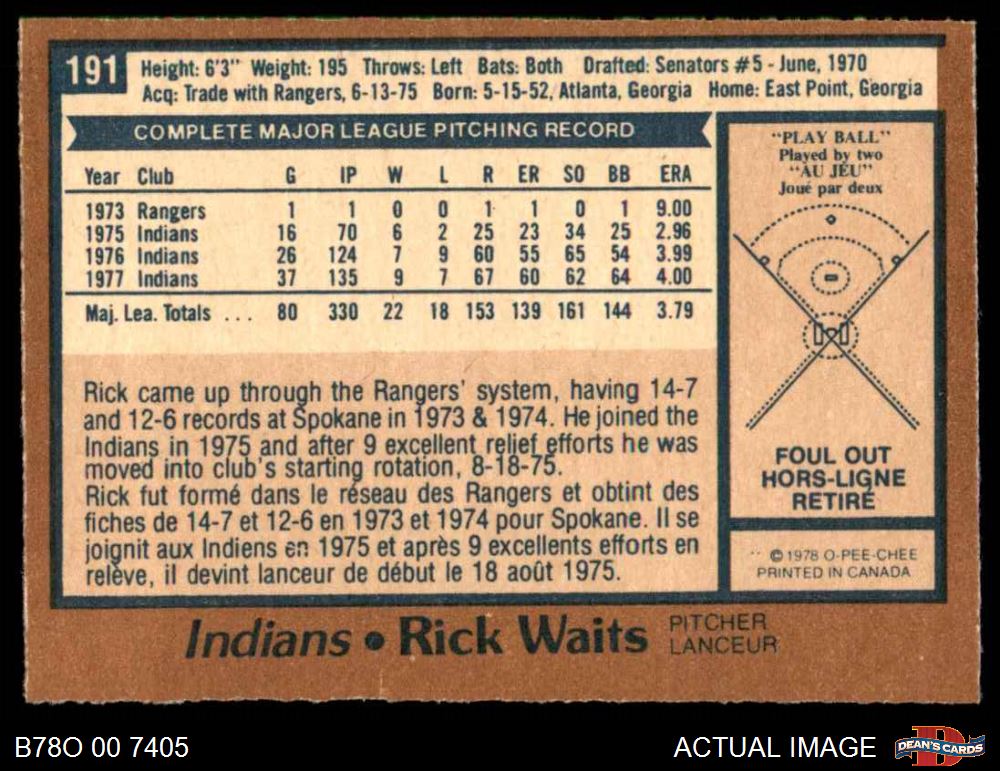 191
Height: 6'3" Weight: 195 Throws: Left Bats: Both Drafted: Senators #5 - June, 1970
Acq: Trade with Rangers, 6-13-75 Born: 5-15-52, Atlanta, Georgia Home: East Point, Georgia
COMPLETE MAJOR LEAGUE PITCHING RECORD
Year Club G IP W L R ER SO BB ERA
1973 Rangers 1 1 0 0 1 1 0 1 9.00
1975 Indians 16 70 6 2 25 23 34 25 2.96
1976 Indians 26 124 7 9 60 55 65 54 3.99
1977 Indians 37 135 9 7 67 60 62 64 4.00
Maj. Lea. Totals ... 80 330 22 18 153 139 161 144 3.79
Rick came up through the Rangers' system, having 14-7
and 12-6 records at Spokane in 1973 & 1974. He joined the
Indians in 1975 and after 9 excellent relief efforts he was
moved into club's starting rotation, 8-18-75.
Rick fut formé dans le réseau des Rangers et obtint des
fiches de 14-7 et 12-6 en 1973 et 1974 pour Spokane. Il se
joignit aux Indiens en 1975 et après 9 excellents efforts en
relève, il devint lanceur de début le 18 août 1975.
"PLAY BALL"
Played by two
"AU JEU"
Joué par deux
FOUL OUT
HORS-LIGNE
RETIRÉ
© 1978 O-PEE-CHEE
PRINTED IN CANADA
Indians • Rick Waits
PITCHER
LANCEUR
B78O 00 7405
ACTUAL IMAGE
D
DEAN'S CARDS